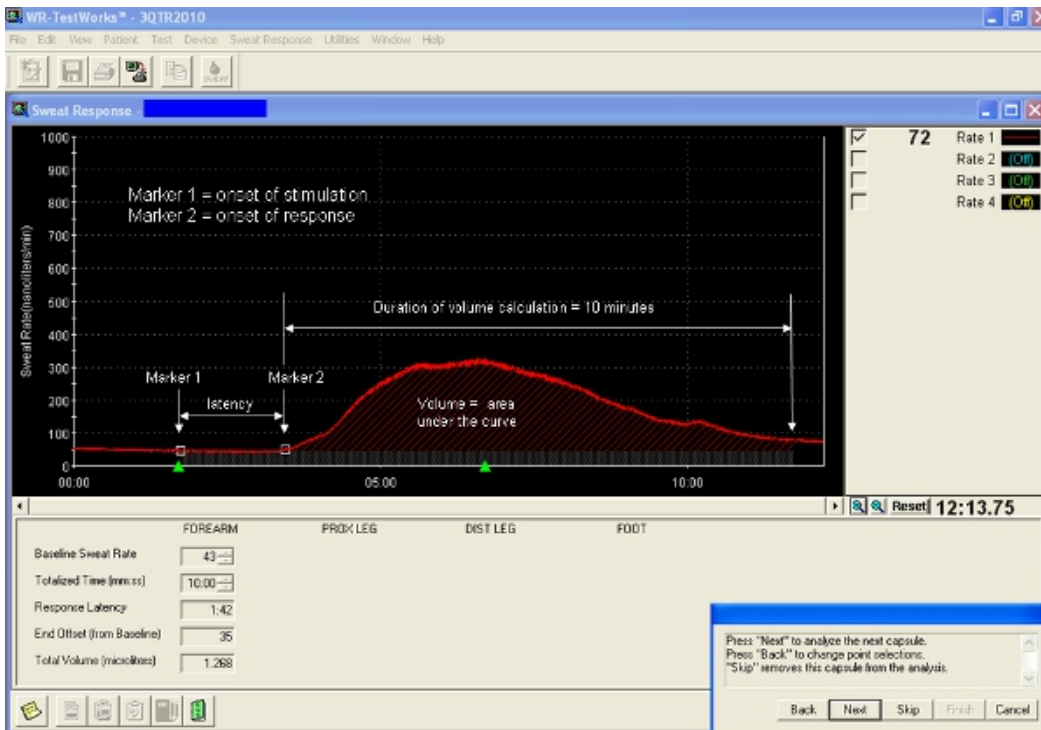 WR-TestWorks™ - 3QTR2010
File Edit View Patient Test Device Sweat Response Utilities Window Help
SWEAT
Sweat Response -
1000
900
800
700
600
500
400
300
200
100
0
Sweat Rate(nanoliters/min)
Marker 1 = onset of stimulation
Marker 2 = onset of response
Duration of volume calculation = 10 minutes
Marker 1
Marker 2
latency
Volume = area
under the curve
00:00 05:00 10:00
72 Rate 1
Rate 2 (Off)
Rate 3 (Off)
Rate 4 (Off)
Reset 12:13.75
FOREARM PROX LEG DIST LEG FOOT
Baseline Sweat Rate 43
Totalized Time (mm:ss) 10:00
Response Latency 1:42
End Offset (from Baseline) 35
Total Volume (microliters) 1.268
Press "Next" to analyze the next capsule.
Press "Back" to change point selections.
"Skip" removes this capsule from the analysis.
Back Next Skip Finish Cancel